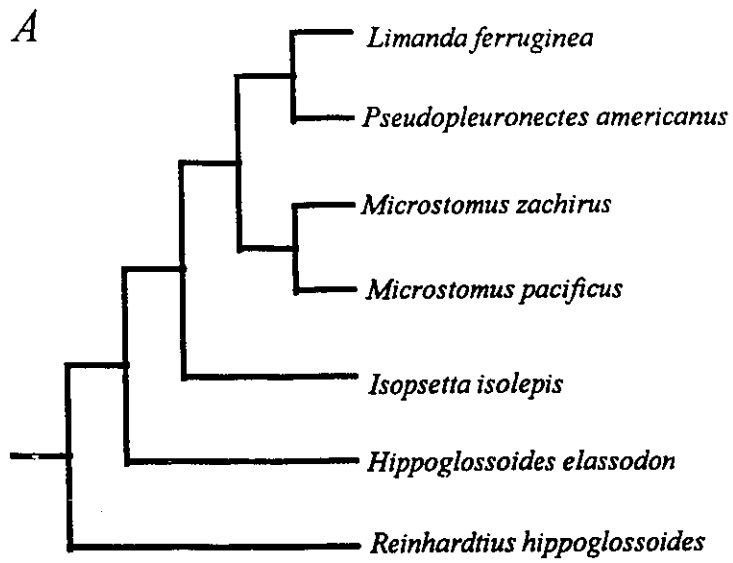 A
Limanda ferruginea
Pseudopleuronectes americanus
Microstomus zachirus
Microstomus pacificus
Isopsetta isolepis
Hippoglossoides elassodon
Reinhardtius hippoglossoides